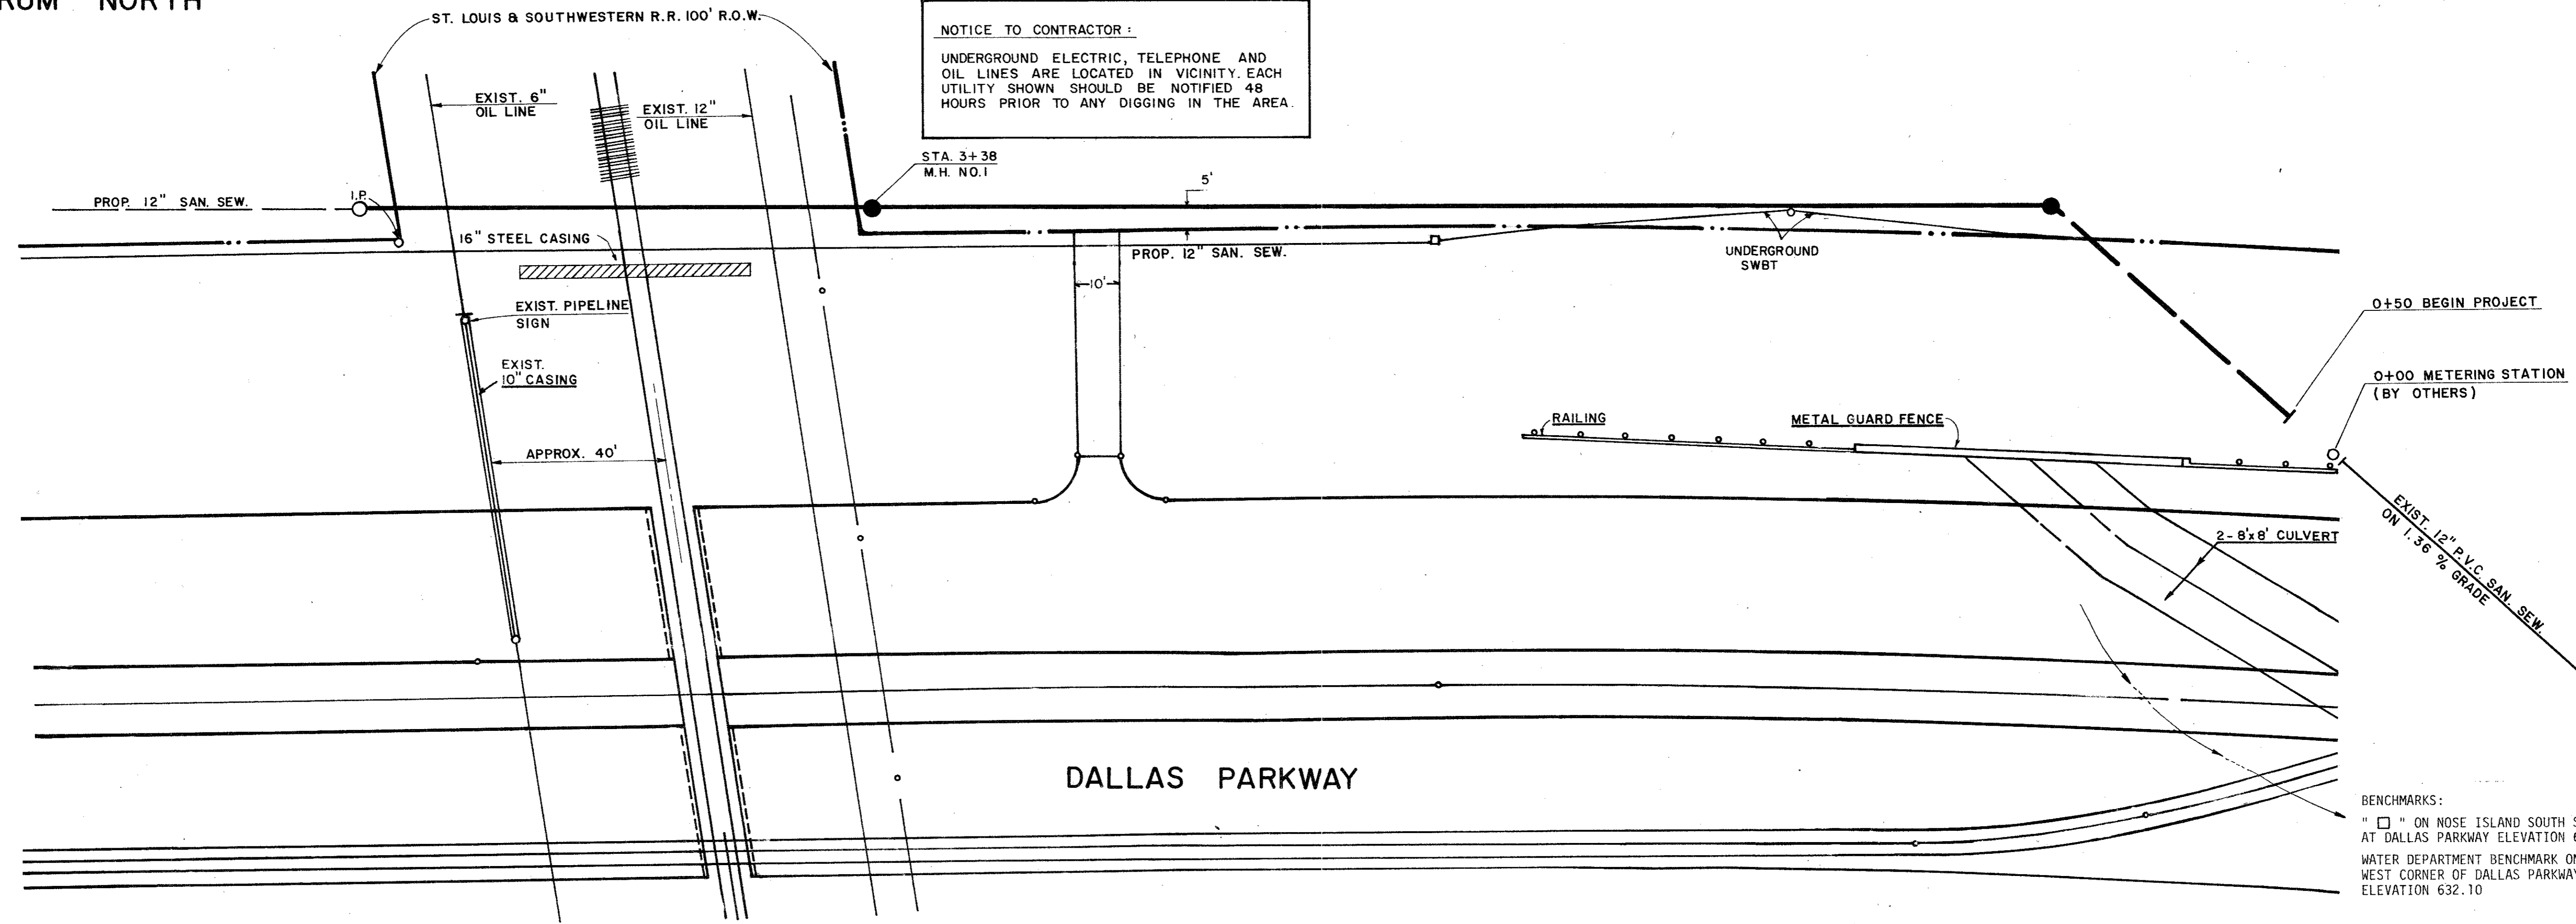 NORTH
ST. LOUIS & SOUTHWESTERN R.R. 100' R.O.W.
NOTICE TO CONTRACTOR :
UNDERGROUND ELECTRIC, TELEPHONE AND
OIL LINES ARE LOCATED IN VICINITY. EACH
UTILITY SHOWN SHOULD BE NOTIFIED 48
HOURS PRIOR TO ANY DIGGING IN THE AREA.
EXIST. 6"
OIL LINE
EXIST. 12"
OIL LINE
STA. 3+38
M.H. NO.1
5'
PROP. 12" SAN. SEW.
I.P.
16" STEEL CASING
PROP. 12" SAN. SEW.
UNDERGROUND
SWBT
10'
EXIST. PIPELINE
SIGN
0+50 BEGIN PROJECT
EXIST.
10" CASING
0+00 METERING STATION
(BY OTHERS)
RAILING
METAL GUARD FENCE
APPROX. 40'
2-8'x8' CULVERT
EXIST. 12" P.V.C. SAN. SEW.
ON 1.36 % GRADE
DALLAS PARKWAY
BENCHMARKS:
" □ " ON NOSE ISLAND SOUTH
AT DALLAS PARKWAY ELEVATION
WATER DEPARTMENT BENCHMARK
WEST CORNER OF DALLAS PARKWAY
ELEVATION 632.10